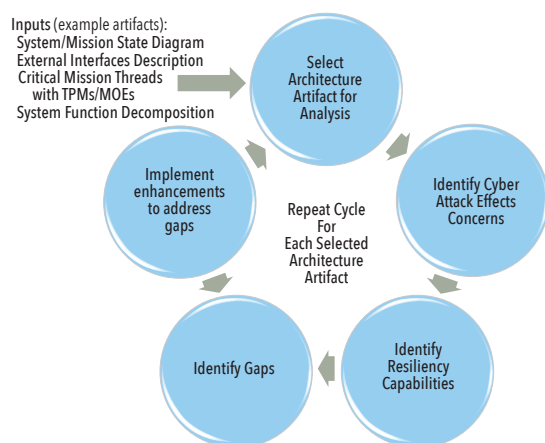 Inputs (example artifacts):
System/Mission State Diagram
External Interfaces Description
Critical Mission Threads
with TPMs/MOEs
System Function Decomposition
Select
Architecture
Artifact for
Analysis
Identify Cyber
Attack Effects
Concerns
Identify
Resiliency
Capabilities
Identify Gaps
Implement
enhancements
to address
gaps
Repeat Cycle
For
Each Selected
Architecture
Artifact